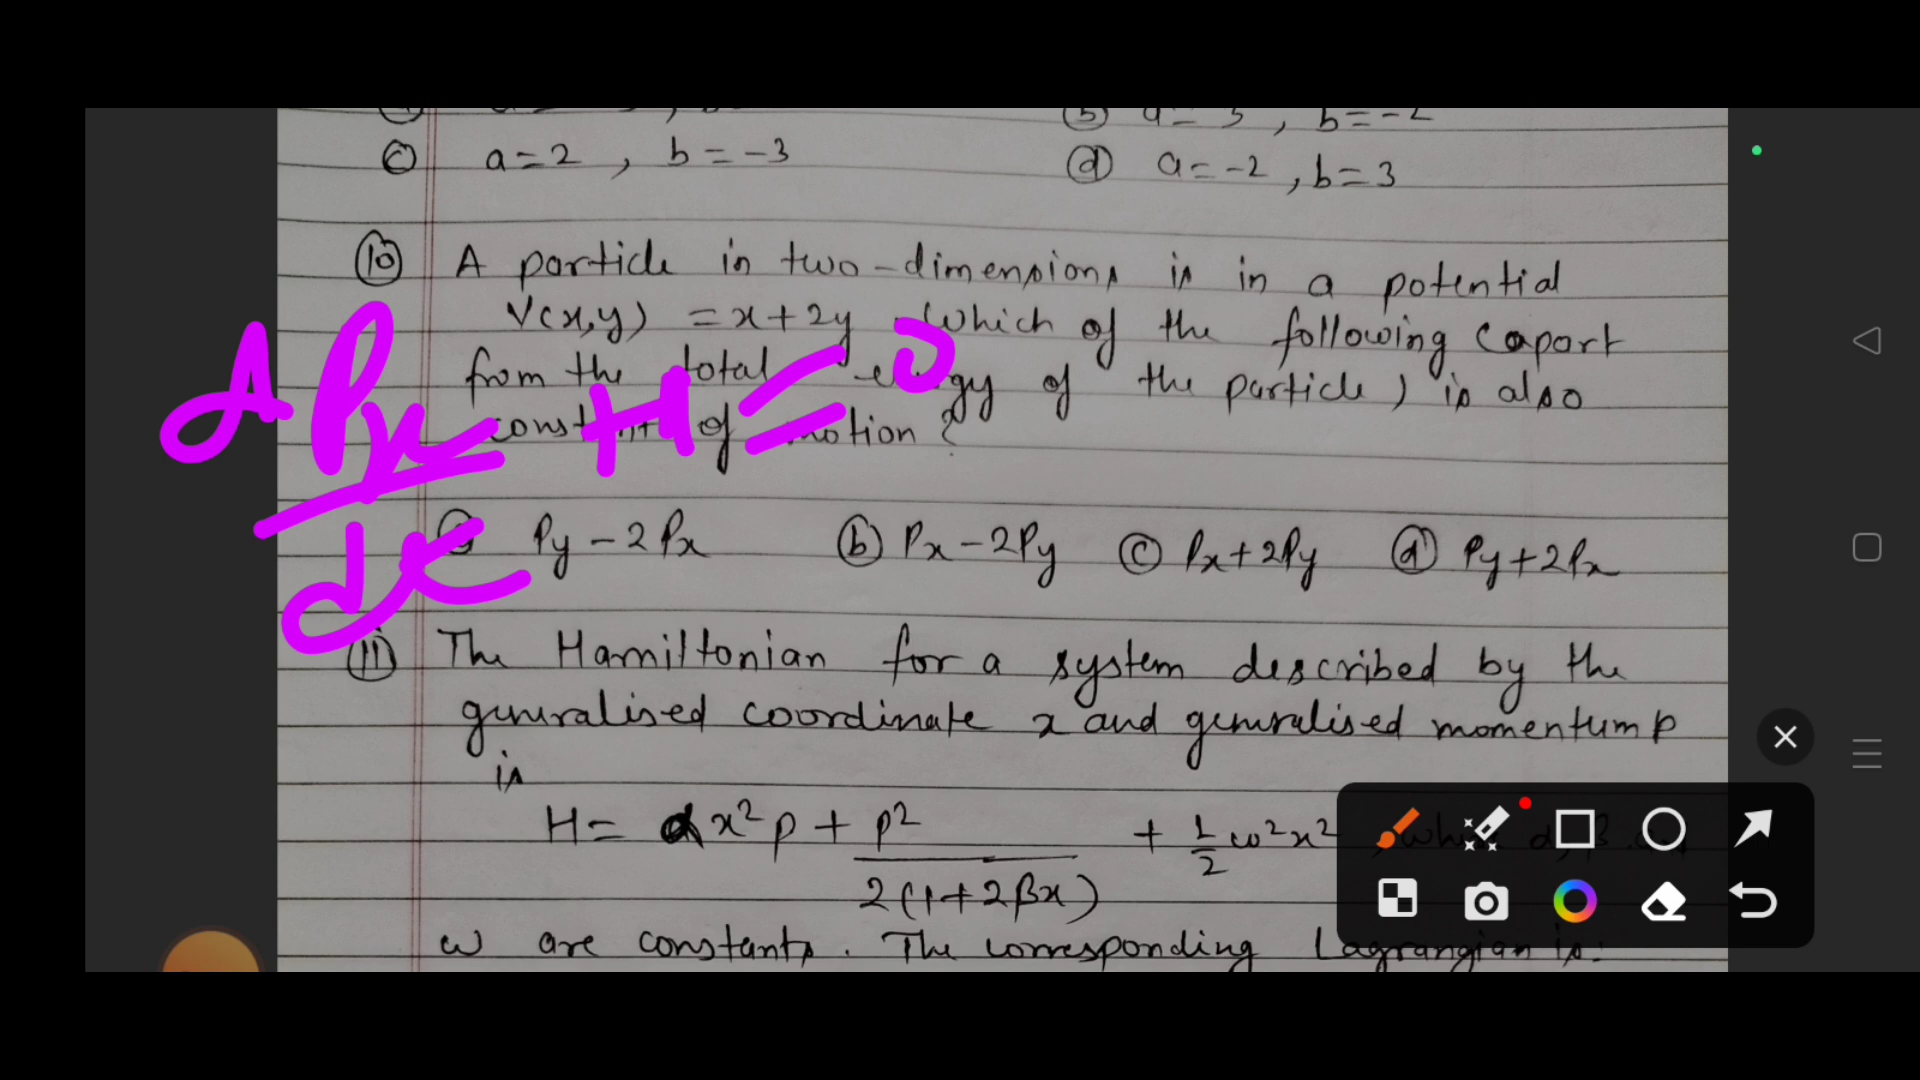 b = -2
ⓒ a=2 , b = -3 ⓓ a = -2 , b = 3
⑩ A particle in two-dimensions is in a potential
V(x,y) = x+2y . Which of the following (apart
from the total of the particle) is also
of motion ?
Py - 2Px ⓑ Px - 2Py ⓒ Px + 2Py ⓓ Py + 2Px
⑪ The Hamiltonian for a system described by the
generalised coordinate x and generalised momentum p
is
H = αx²p + p² / 2(1+2βx) + 1/2 ω²x²
ω are constants . The corresponding Lagrangian is:
dPx/dt + 1 = 0